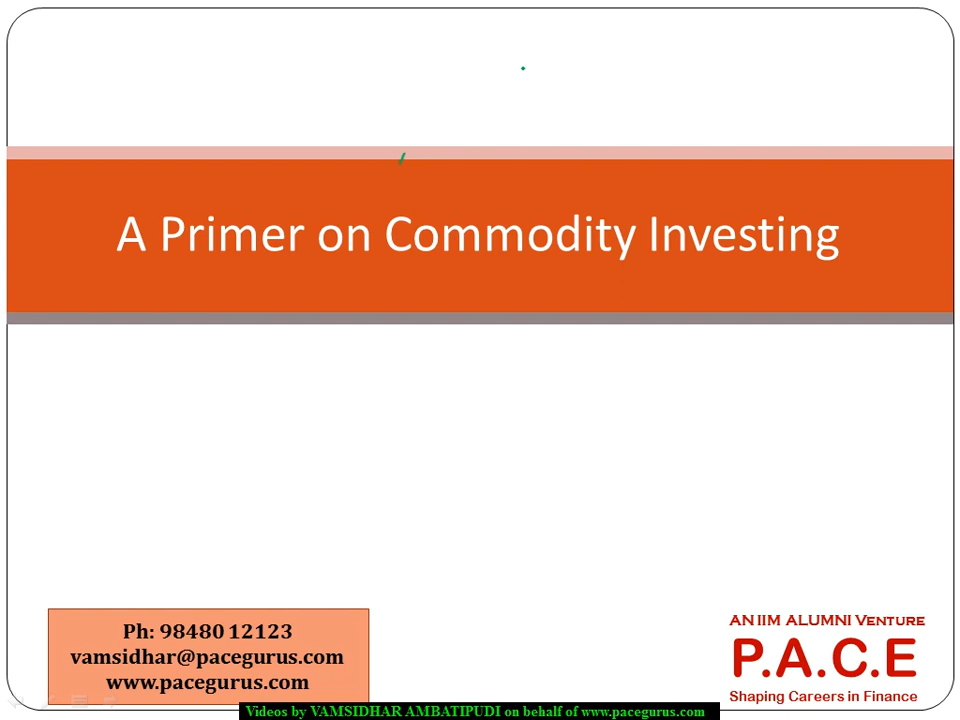 A Primer on Commodity Investing
Ph: 98480 12123
vamsidhar@pacegurus.com
www.pacegurus.com
AN IIM ALUMNI VENTURE
P.A.C.E
Shaping Careers in Finance
Videos by VAMSIDHAR AMBATIPUDI on behalf of www.pacegurus.com